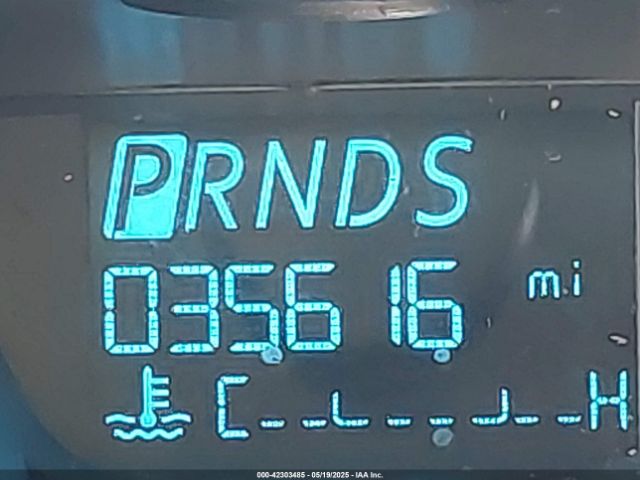 PRNDS
035616 mi
C H
000-42303485 - 05/19/2025 - IAA Inc.